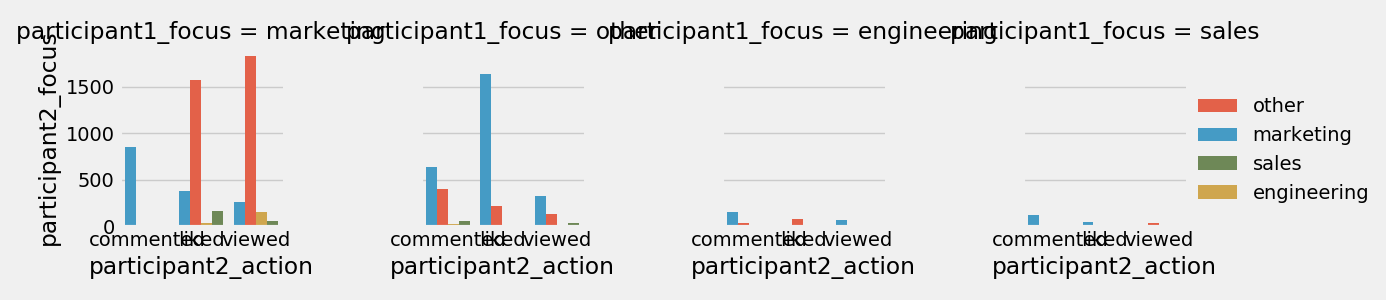 participant1_focus = marketing
participant1_focus = other
participant1_focus = engineering
participant1_focus = sales
participant2_focus
1500
1000
500
0
commented liked viewed
commented liked viewed
commented liked viewed
commented liked viewed
participant2_action
participant2_action
participant2_action
participant2_action
other
marketing
sales
engineering